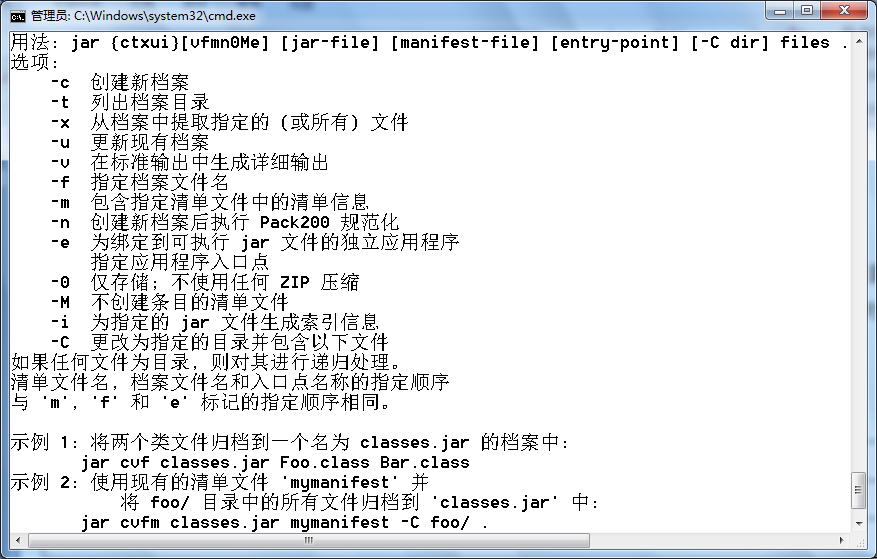 管理员: C:\Windows\system32\cmd.exe
用法: jar {ctxui}[vfmn0Me] [jar-file] [manifest-file] [entry-point] [-C dir] files .
选项:
-c 创建新档案
-t 列出档案目录
-x 从档案中提取指定的 (或所有) 文件
-u 更新现有档案
-v 在标准输出中生成详细输出
-f 指定档案文件名
-m 包含指定清单文件中的清单信息
-n 创建新档案后执行 Pack200 规范化
-e 为绑定到可执行 jar 文件的独立应用程序
指定应用程序入口点
-0 仅存储; 不使用任何 ZIP 压缩
-M 不创建条目的清单文件
-i 为指定的 jar 文件生成索引信息
-C 更改为指定的目录并包含以下文件
如果任何文件为目录, 则对其进行递归处理。
清单文件名, 档案文件名和入口点名称的指定顺序
与 'm', 'f' 和 'e' 标记的指定顺序相同。
示例 1: 将两个类文件归档到一个名为 classes.jar 的档案中:
jar cvf classes.jar Foo.class Bar.class
示例 2: 使用现有的清单文件 'mymanifest' 并
将 foo/ 目录中的所有文件归档到 'classes.jar' 中:
jar cvfm classes.jar mymanifest -C foo/ .